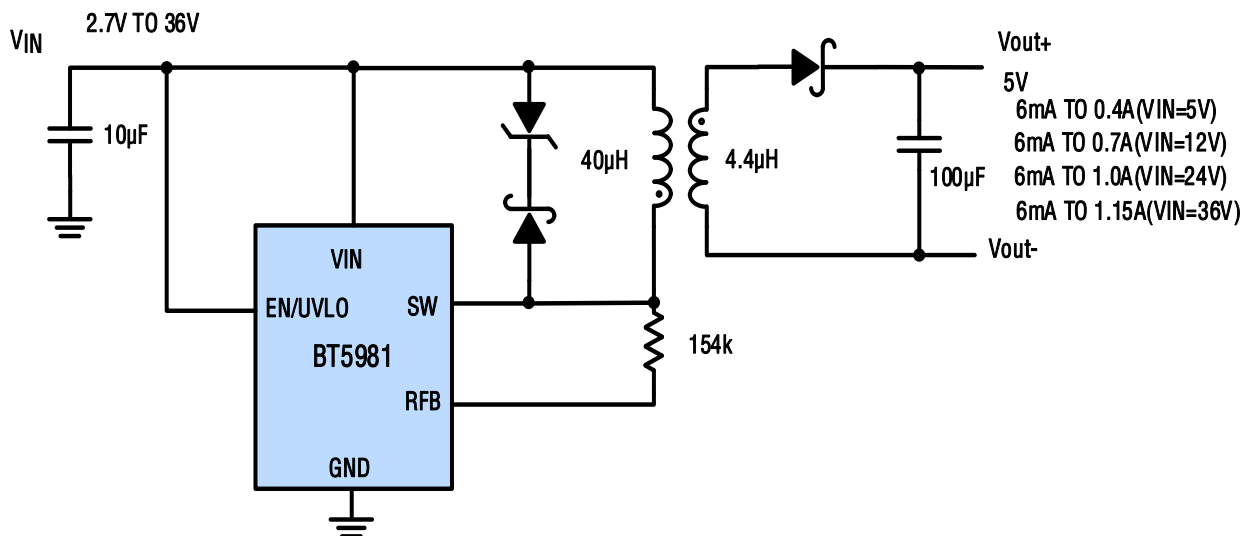 2.7V TO 36V
VIN
Vout+
5V
6mA TO 0.4A(VIN=5V)
6mA TO 0.7A(VIN=12V)
6mA TO 1.0A(VIN=24V)
6mA TO 1.15A(VIN=36V)
10µF
40µH
4.4µH
100µF
Vout-
VIN
EN/UVLO
SW
BT5981
154k
RFB
GND